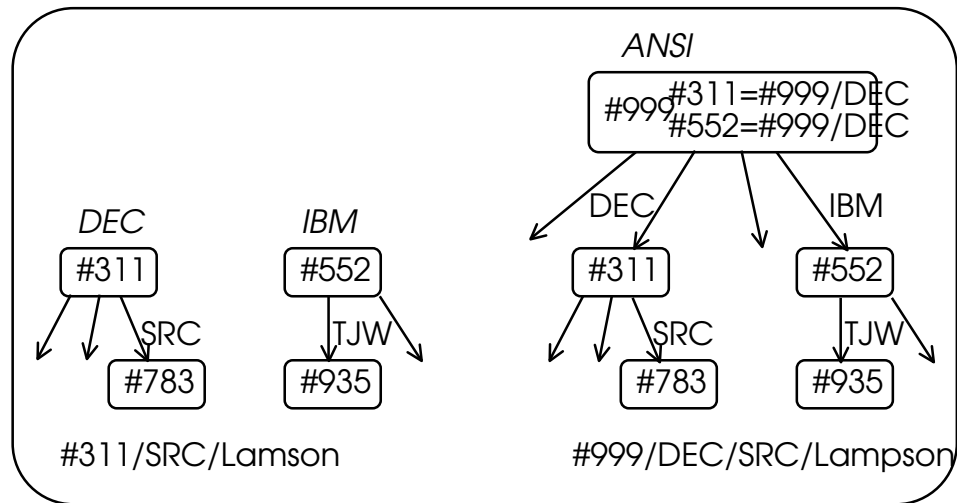 ANSI
#999 #311=#999/DEC
#552=#999/DEC
DEC IBM DEC IBM
#311 #552 #311 #552
SRC TJW SRC TJW
#783 #935 #783 #935
#311/SRC/Lamson #999/DEC/SRC/Lampson